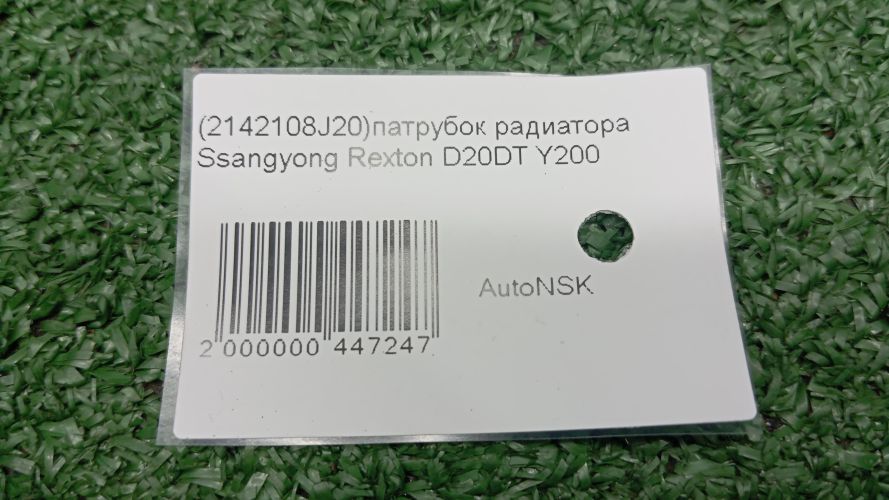 (2142108J20)патрубок радиатора
Ssangyong Rexton D20DT Y200
AutoNSK
2 000000 447247